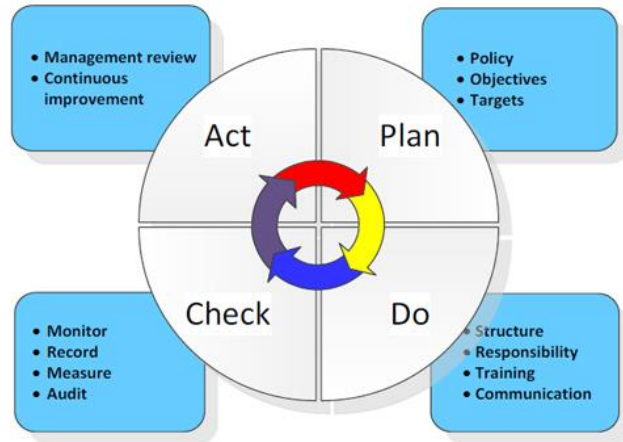 • Management review
• Continuous
improvement
• Policy
• Objectives
• Targets
Act
Plan
Check
Do
• Monitor
• Record
• Measure
• Audit
• Structure
• Responsibility
• Training
• Communication